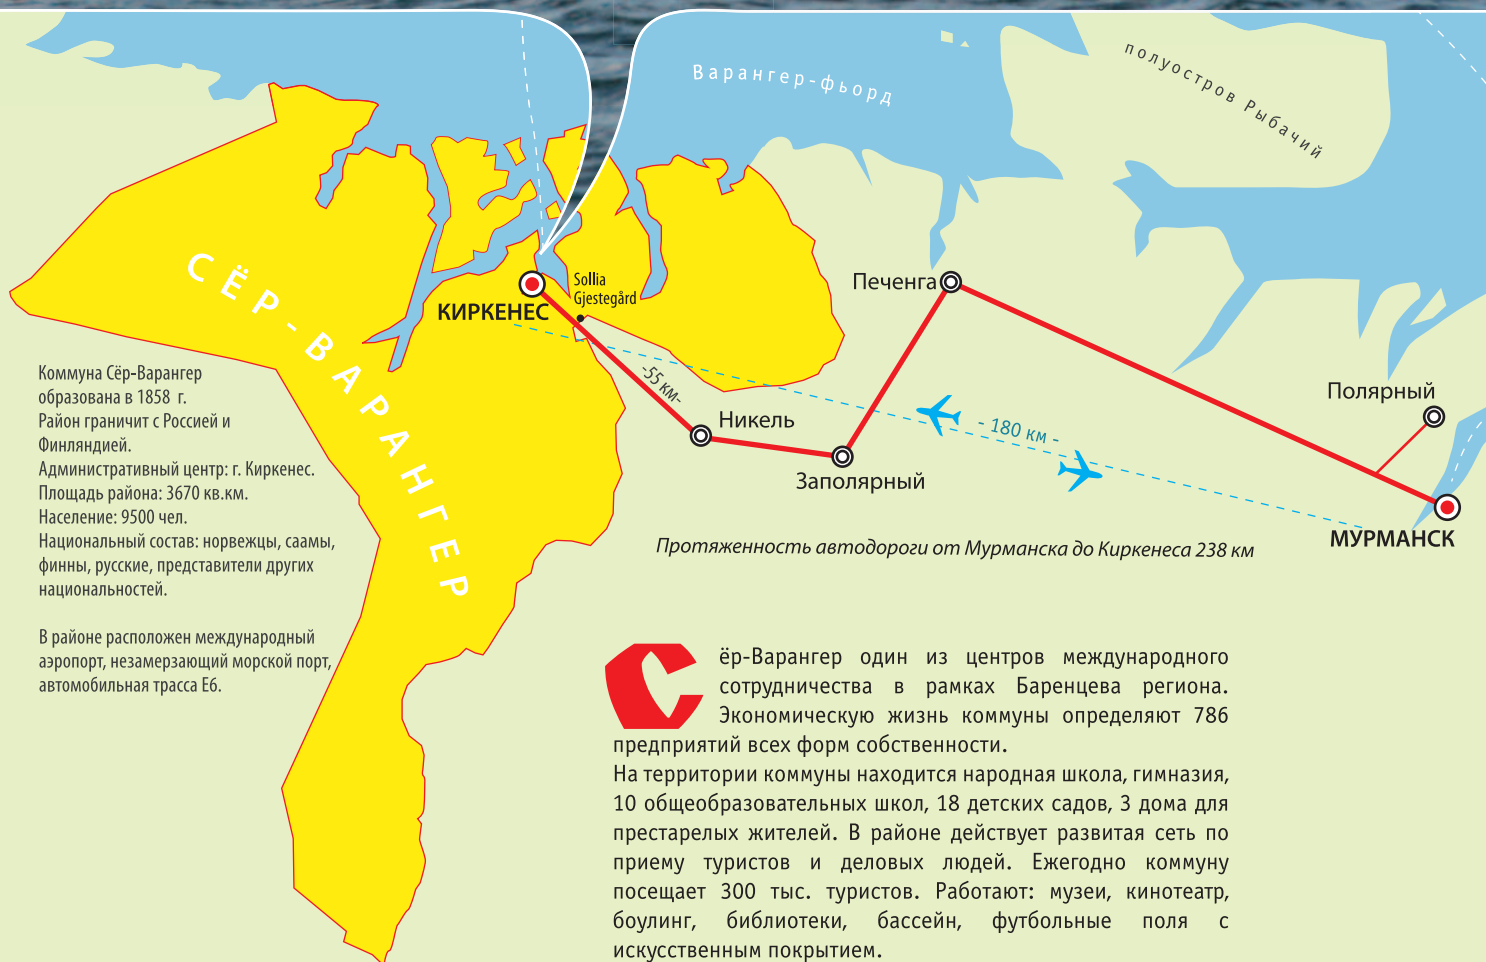 Варангер-фьорд
полуостров Рыбачий
СЁР-ВАРАНГЕР
Sollia
Gjestegård
КИРКЕНЕС
Печенга
-55 км-
Никель
Заполярный
- 180 км -
Полярный
МУРМАНСК
Протяженность автодороги от Мурманска до Киркенеса 238 км
Коммуна Сёр-Варангер
образована в 1858 г.
Район граничит с Россией и
Финляндией.
Административный центр: г. Киркенес.
Площадь района: 3670 кв.км.
Население: 9500 чел.
Национальный состав: норвежцы, саамы,
финны, русские, представители других
национальностей.
В районе расположен международный
аэропорт, незамерзающий морской порт,
автомобильная трасса Е6.
Сёр-Варангер один из центров международного
сотрудничества в рамках Баренцева региона.
Экономическую жизнь коммуны определяют 786
предприятий всех форм собственности.
На территории коммуны находится народная школа, гимназия,
10 общеобразовательных школ, 18 детских садов, 3 дома для
престарелых жителей. В районе действует развитая сеть по
приему туристов и деловых людей. Ежегодно коммуну
посещает 300 тыс. туристов. Работают: музеи, кинотеатр,
боулинг, библиотеки, бассейн, футбольные поля с
искусственным покрытием.